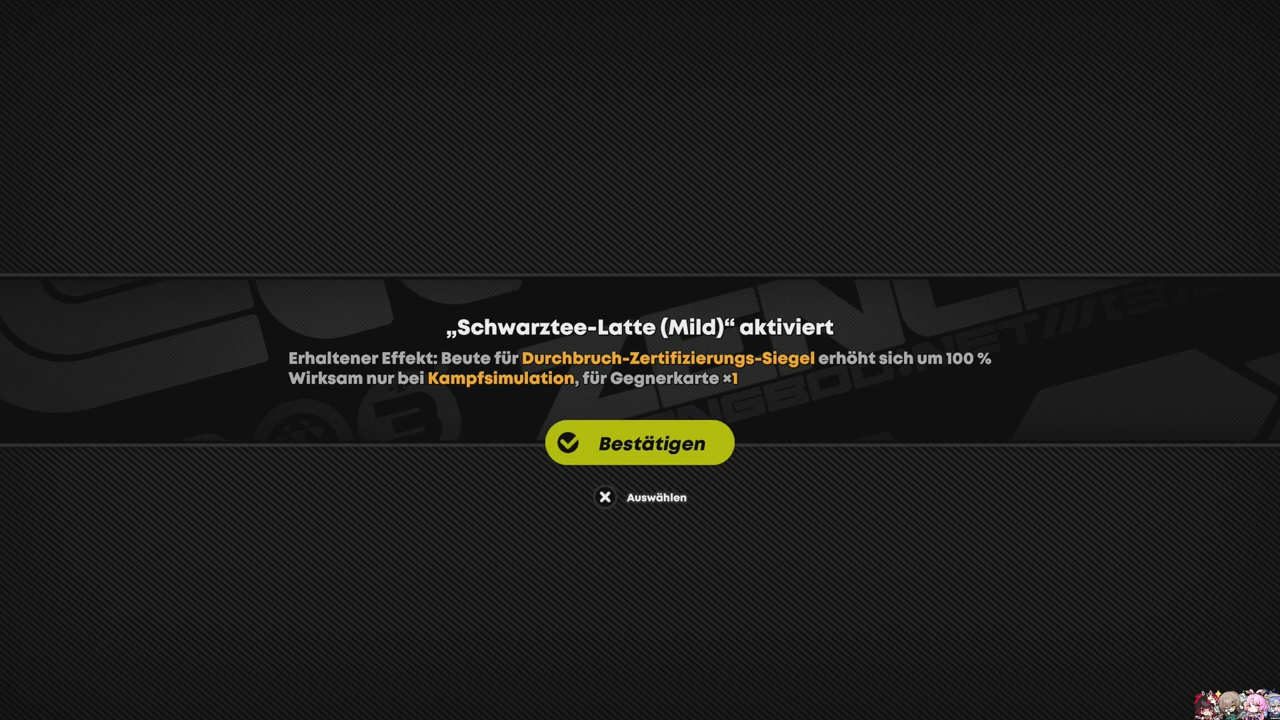 „Schwarztee-Latte (Mild)“ aktiviert
Erhaltener Effekt: Beute für Durchbruch-Zertifizierungs-Siegel erhöht sich um 100 %
Wirksam nur bei Kampfsimulation, für Gegnerkarte ×1
Bestätigen
Auswählen